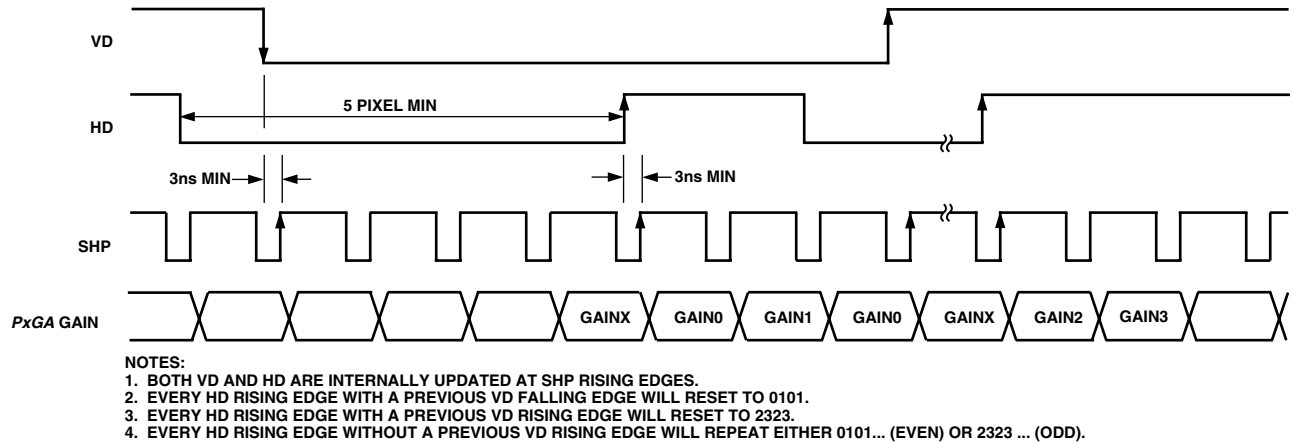 VD
5 PIXEL MIN
HD
3ns MIN
3ns MIN
SHP
PxGA GAIN
GAINX
GAIN0
GAIN1
GAIN0
GAINX
GAIN2
GAIN3
NOTES:
1. BOTH VD AND HD ARE INTERNALLY UPDATED AT SHP RISING EDGES.
2. EVERY HD RISING EDGE WITH A PREVIOUS VD FALLING EDGE WILL RESET TO 0101.
3. EVERY HD RISING EDGE WITH A PREVIOUS VD RISING EDGE WILL RESET TO 2323.
4. EVERY HD RISING EDGE WITHOUT A PREVIOUS VD RISING EDGE WILL REPEAT EITHER 0101... (EVEN) OR 2323 ... (ODD).